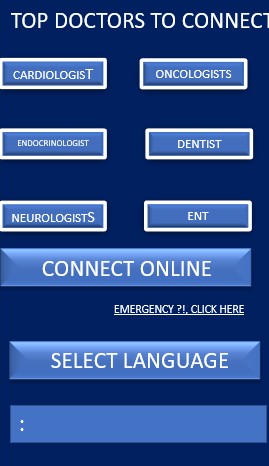 TOP DOCTORS TO CONNECT
CARDIOLOGIST
ONCOLOGISTS
ENDOCRINOLOGIST
DENTIST
NEUROLOGISTS
ENT
CONNECT ONLINE
EMERGENCY ?!, CLICK HERE
SELECT LANGUAGE
: